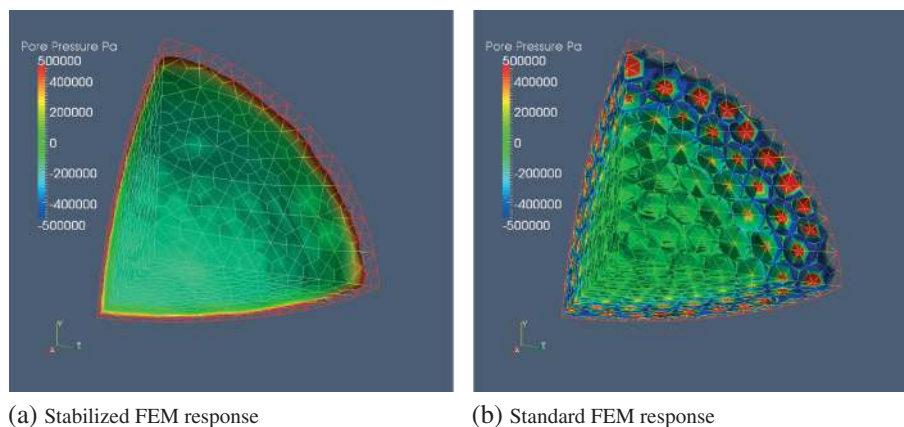 Pore Pressure Pa
500000
400000
200000
0
-200000
-400000
-500000
Y
X
Pore Pressure Pa
500000
400000
200000
0
-200000
-400000
-500000
Y
X
(a) Stabilized FEM response
(b) Standard FEM response